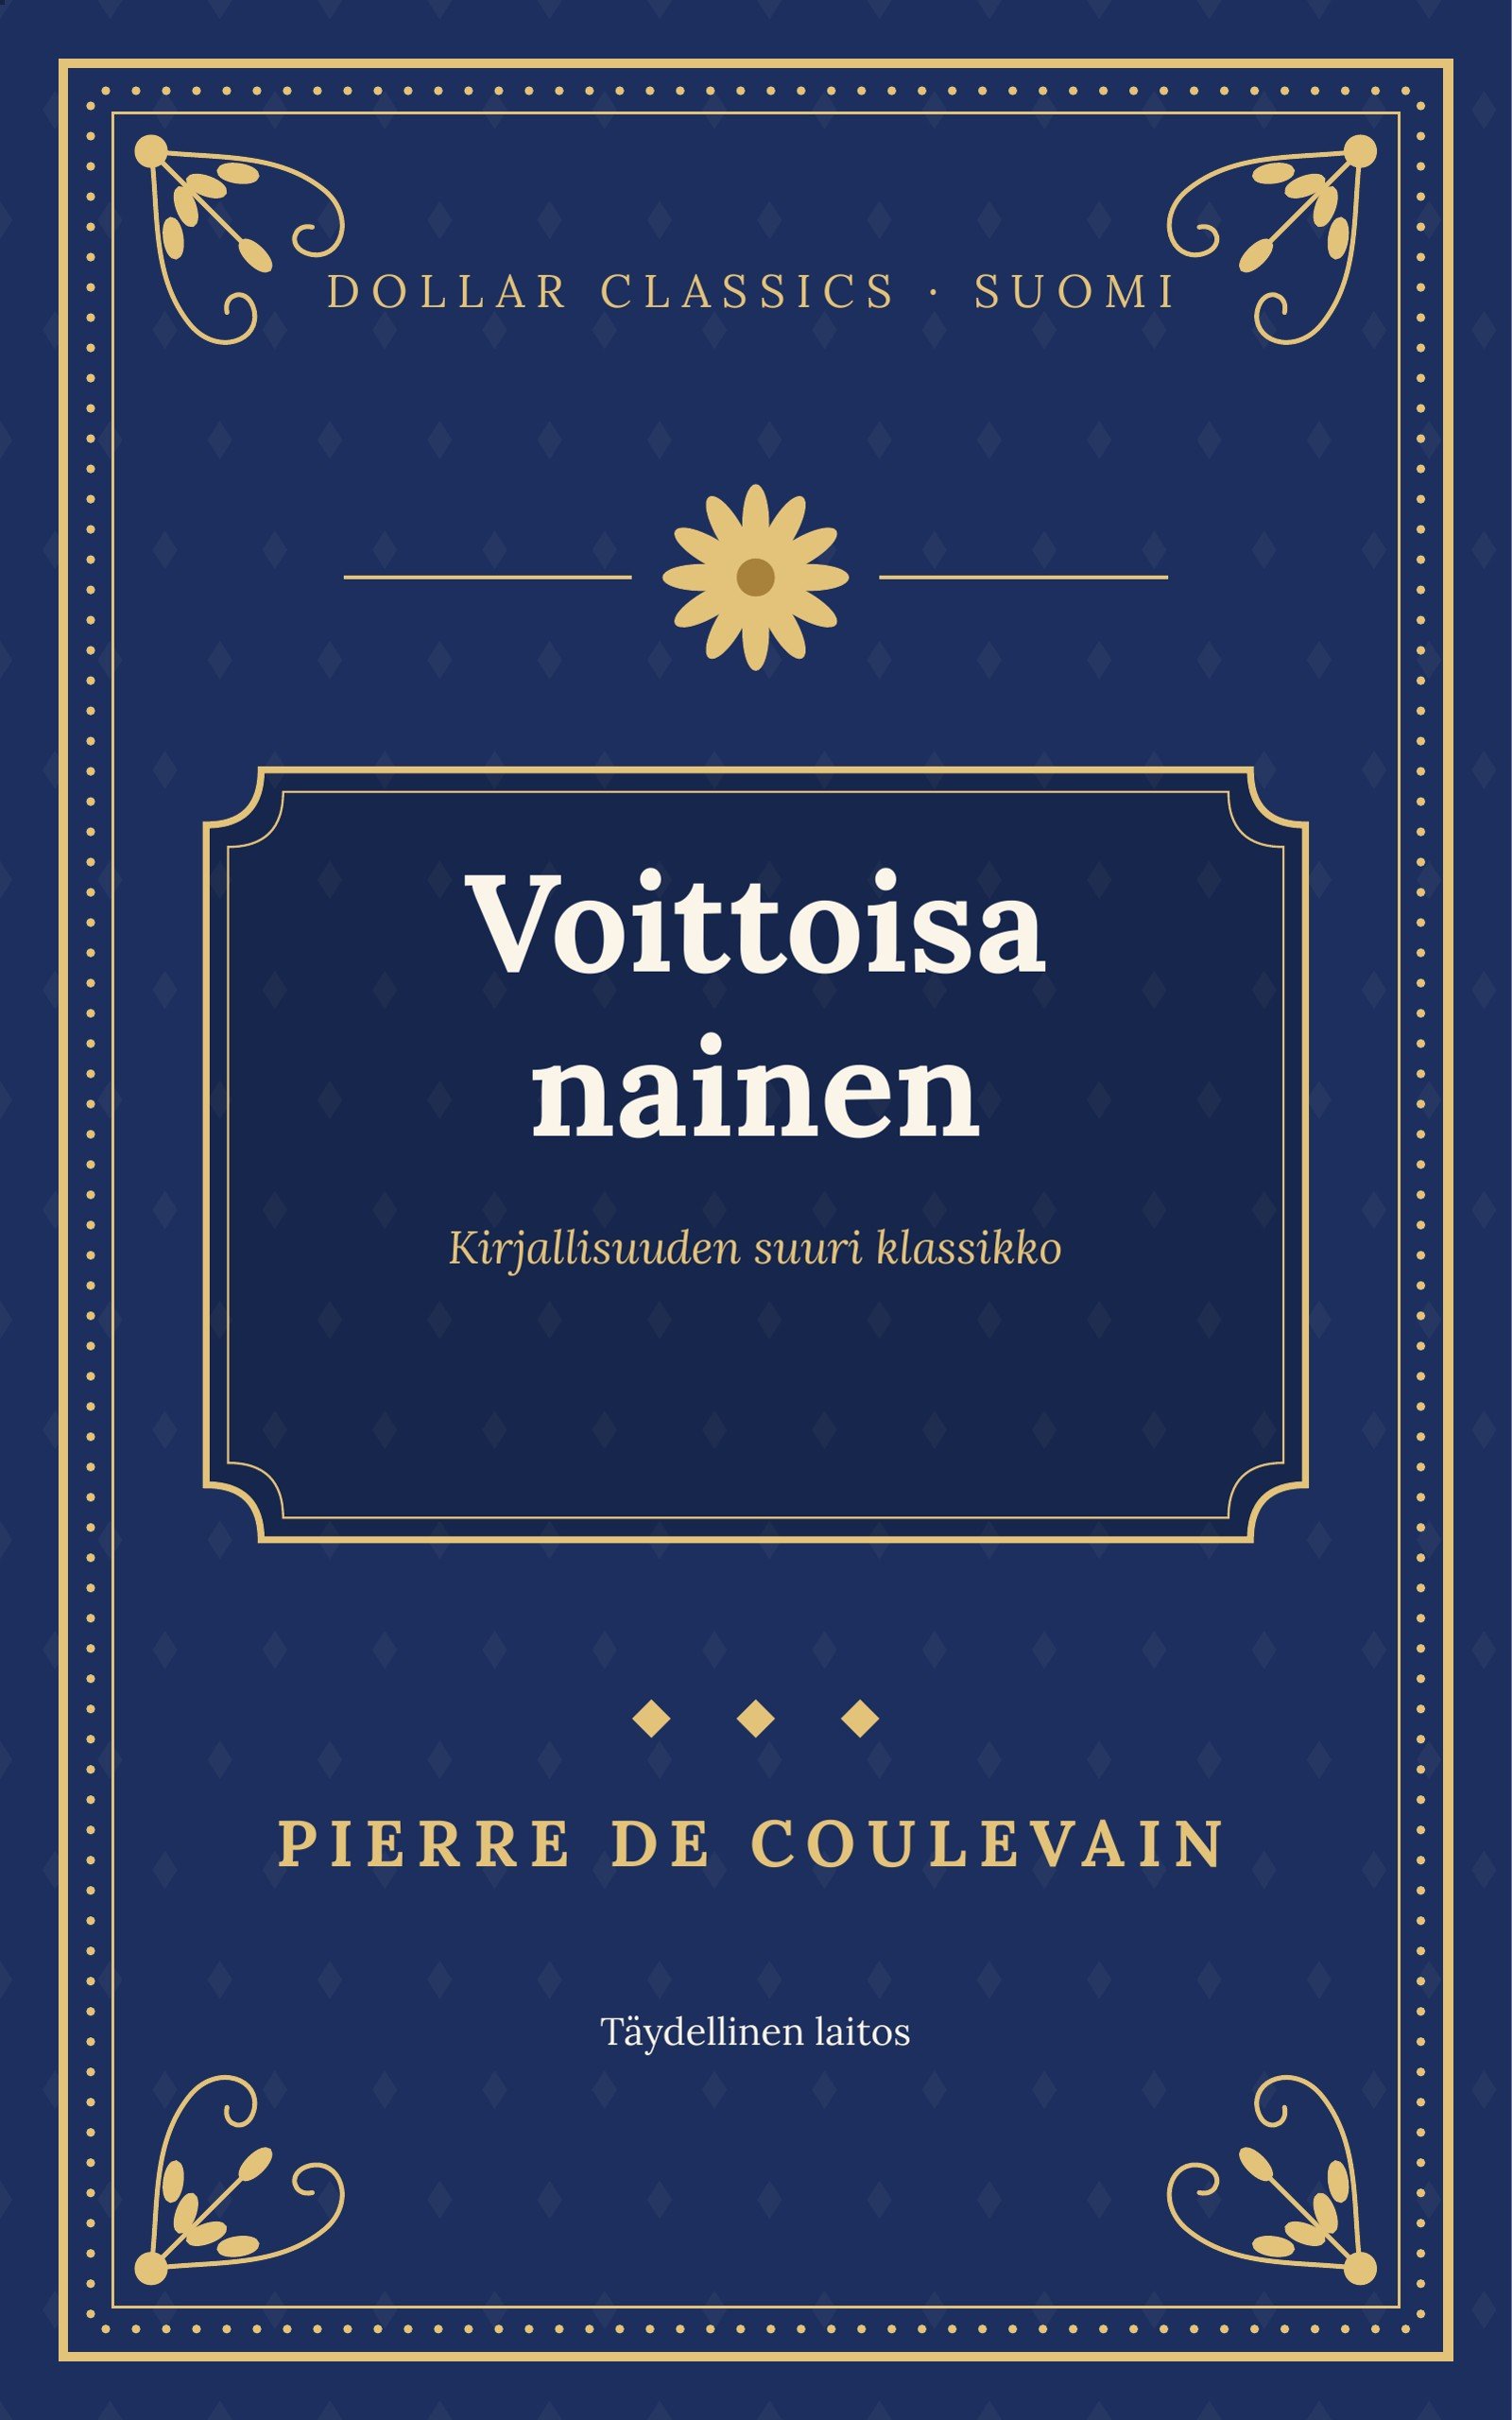 DOLLAR CLASSICS · SUOMI
Voittoisa
nainen
Kirjallisuuden suuri klassikko
PIERRE DE COULEVAIN
Täydellinen laitos